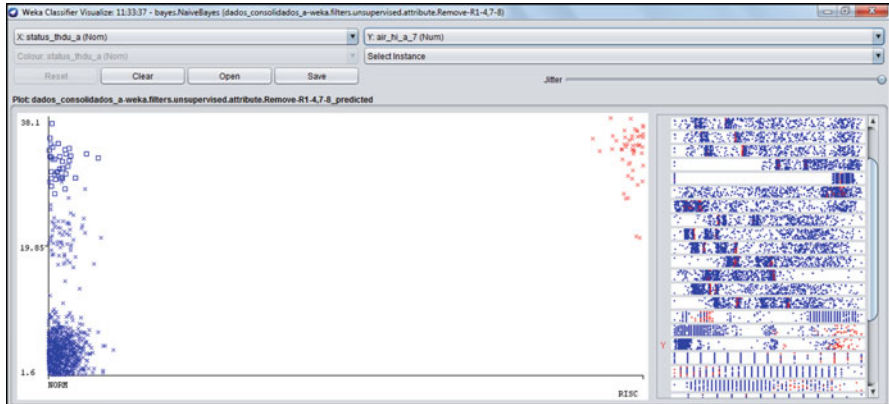 Weka Classifier Visualize: 11:33:37 - bayes.NaiveBayes (dados_consolidados_a-weka.filters.unsupervised.attribute.Remove-R1-4,7-8)
X: status_thdu_a (Nom)
Y: air_hi_a_7 (Num)
Colour: status_thdu_a (Nom)
Select Instance
Reset
Clear
Open
Save
Jitter
Plot: dados_consolidados_a-weka.filters.unsupervised.attribute.Remove-R1-4,7-8_predicted
38.1
19.85
1.6
NORM
RISC
Y